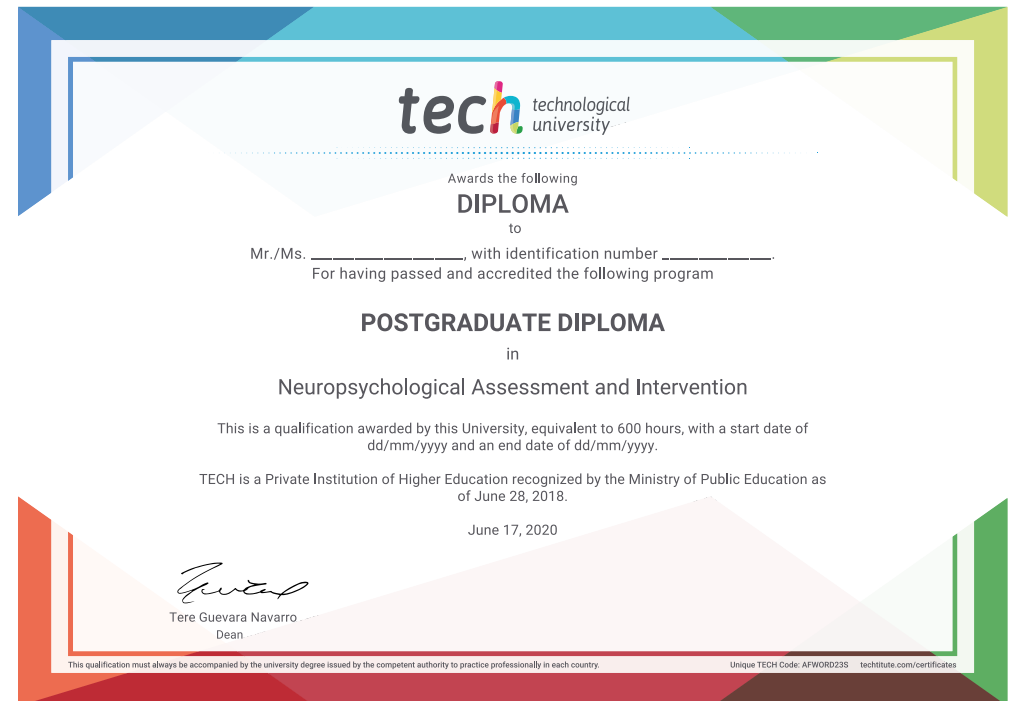 tech technological
university
Awards the following
DIPLOMA
to
Mr./Ms. ____________, with identification number __________.
For having passed and accredited the following program
POSTGRADUATE DIPLOMA
in
Neuropsychological Assessment and Intervention
This is a qualification awarded by this University, equivalent to 600 hours, with a start date of
dd/mm/yyyy and an end date of dd/mm/yyyy.
TECH is a Private Institution of Higher Education recognized by the Ministry of Public Education as
of June 28, 2018.
June 17, 2020
Tere Guevara Navarro
Dean
This qualification must always be accompanied by the university degree issued by the competent authority to practice professionally in each country.
Unique TECH Code: AFWORD23S techtitute.com/certificates